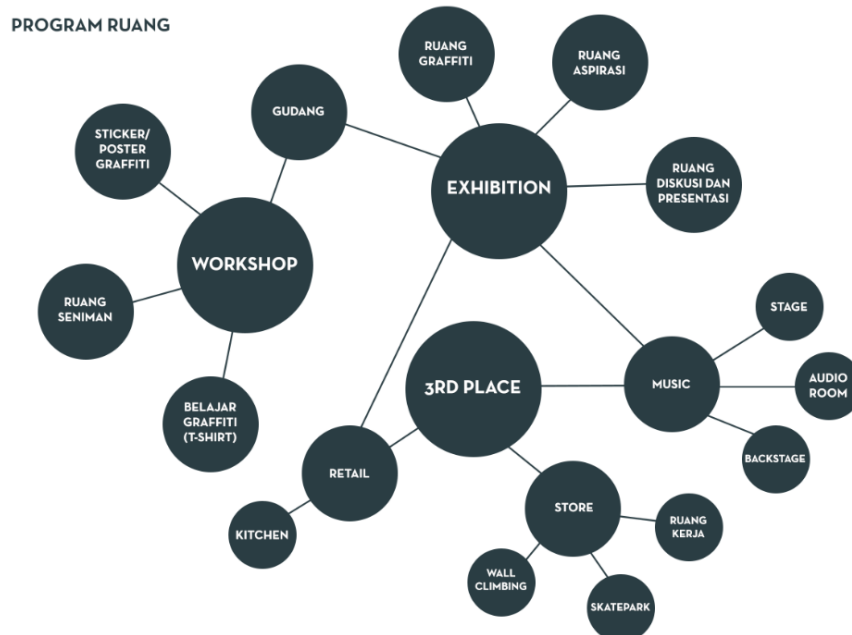 PROGRAM RUANG
RUANG
GRAFFITI
RUANG
ASPIRASI
GUDANG
STICKER/
POSTER
GRAFFITI
EXHIBITION
RUANG
DISKUSI DAN
PRESENTASI
WORKSHOP
RUANG
SENIMAN
STAGE
3RD PLACE
MUSIC
AUDIO
ROOM
BELAJAR
GRAFFITI
(T-SHIRT)
BACKSTAGE
RETAIL
STORE
RUANG
KERJA
KITCHEN
WALL
CLIMBING
SKATEPARK